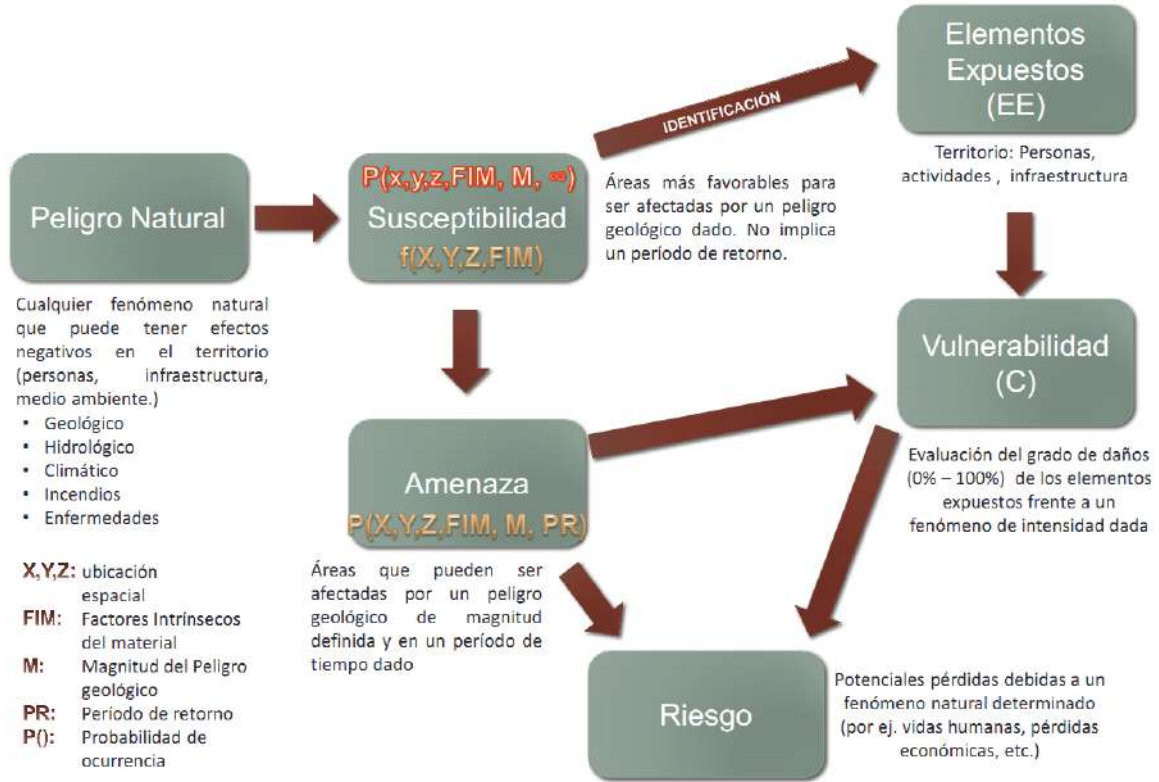 Peligro Natural
Cualquier fenómeno natural
que puede tener efectos
negativos en el territorio
(personas, infraestructura,
medio ambiente.)
• Geológico
• Hidrológico
• Climático
• Incendios
• Enfermedades
X,Y,Z: ubicación
espacial
FIM: Factores Intrínsecos
del material
M: Magnitud del Peligro
geológico
PR: Período de retorno
P(): Probabilidad de
ocurrencia
P(x,y,z,FIM, M, ∞)
Susceptibilidad
f(X,Y,Z,FIM)
IDENTIFICACIÓN
Áreas más favorables para
ser afectadas por un peligro
geológico dado. No implica
un período de retorno.
Amenaza
P(X,Y,Z,FIM, M, PR)
Áreas que pueden ser
afectadas por un peligro
geológico de magnitud
definida y en un período de
tiempo dado
Elementos
Expuestos
(EE)
Territorio: Personas,
actividades , infraestructura
Vulnerabilidad
(C)
Evaluación del grado de daños
(0% – 100%) de los elementos
expuestos frente a un
fenómeno de intensidad dada
Riesgo
Potenciales pérdidas debidas a un
fenómeno natural determinado
(por ej. vidas humanas, pérdidas
económicas, etc.)